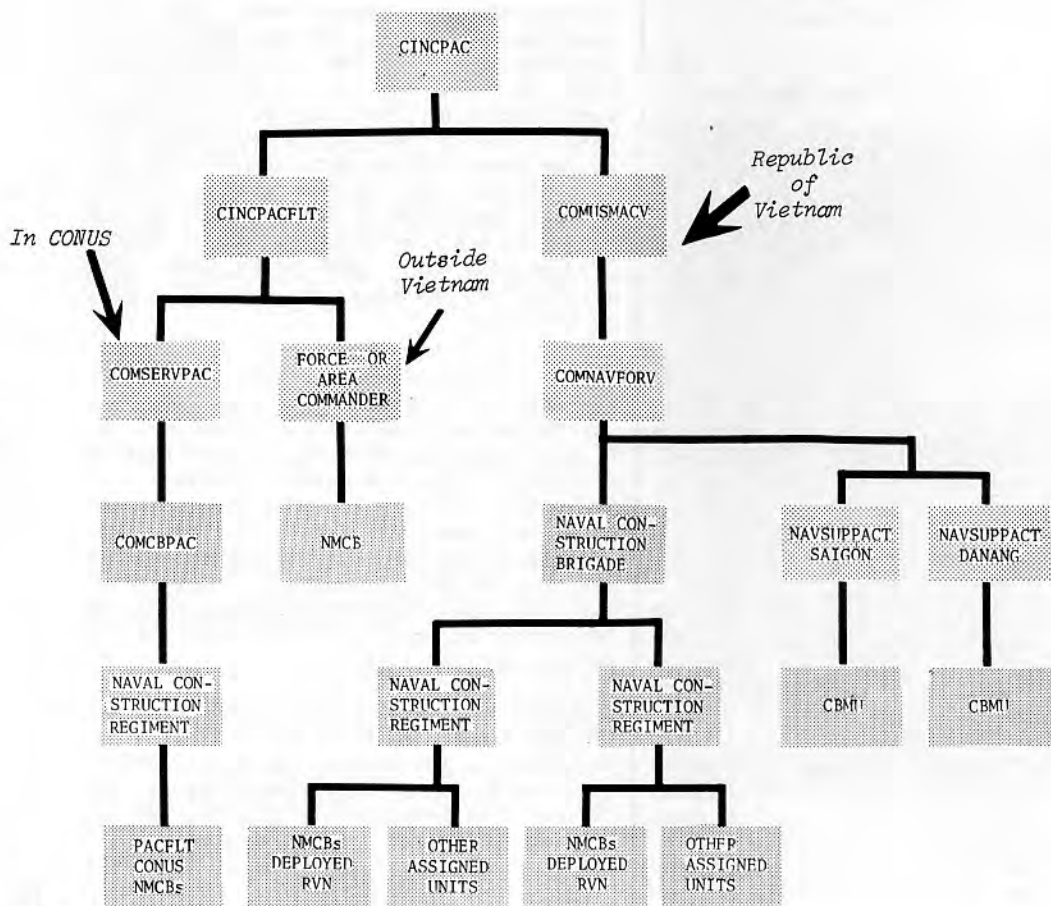 CINCPAC
Republic
of
Vietnam
CINCPACFLT
COMUSMACV
In CONUS
Outside
Vietnam
COMSERVPAC
FORCE OR
AREA
COMMANDER
COMNAVFORV
COMCBPAC
NMCB
NAVAL CON-
STRUCTION
BRIGADE
NAVSUPPACT
SAIGON
NAVSUPPACT
DANANG
NAVAL CON-
STRUCTION
REGIMENT
NAVAL CON-
STRUCTION
REGIMENT
NAVAL CON-
STRUCTION
REGIMENT
CBMU
CBMU
PACFLT
CONUS
NMCBs
NMCBs
DEPLOYED
RVN
OTHER
ASSIGNED
UNITS
NMCBs
DEPLOYED
RVN
OTHER
ASSIGNED
UNITS